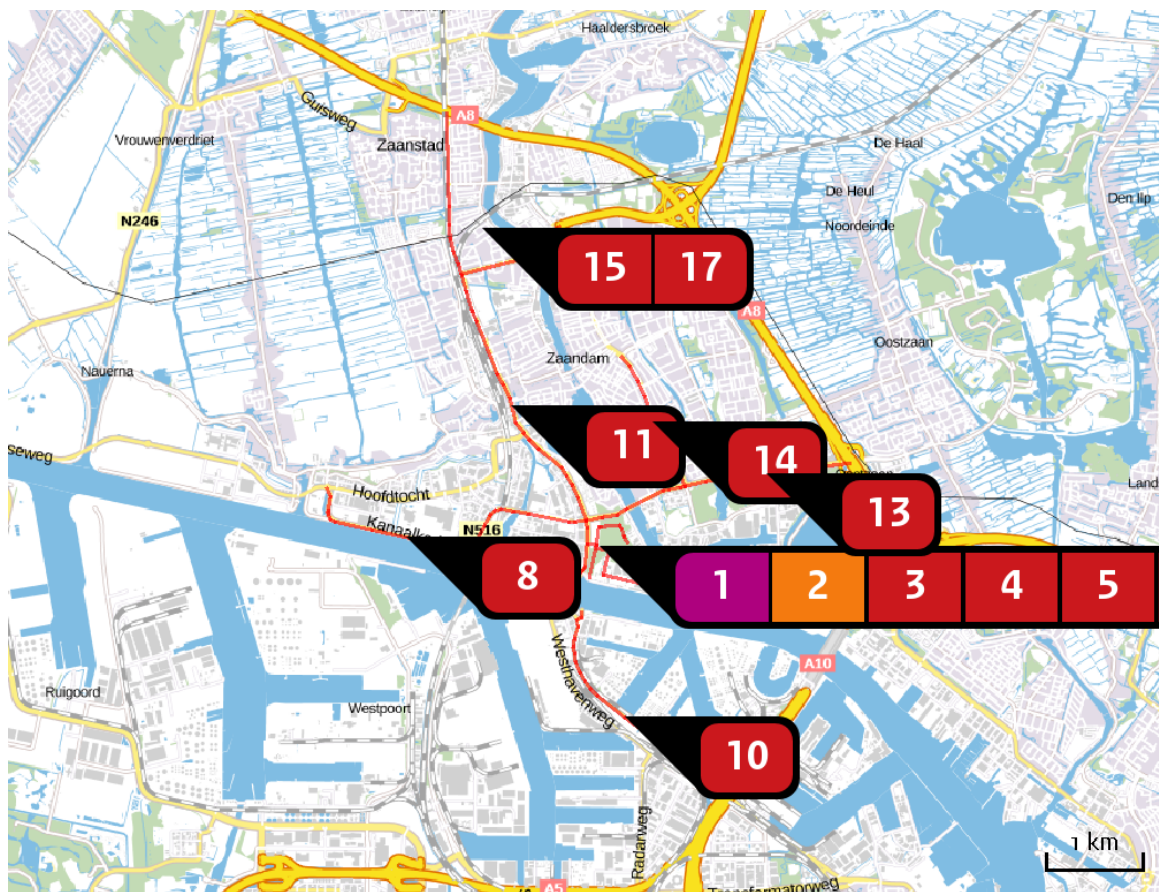 Haaldersbroek
Guisweg
A8
Vrouwenverdriet
Zaanstad
De Haal
De Heul
Den Ilp
N246
Noordeinde
15 17
A8
Oostzaan
Zaandam
Nauerna
11
14
seweg
Hoofdtocht
Land
13
N516
8
1 2 3 4 5
A10
Westhavenweg
Ruigoord
Westpoort
10
Radarweg
1 km
A5
Transformatorweg